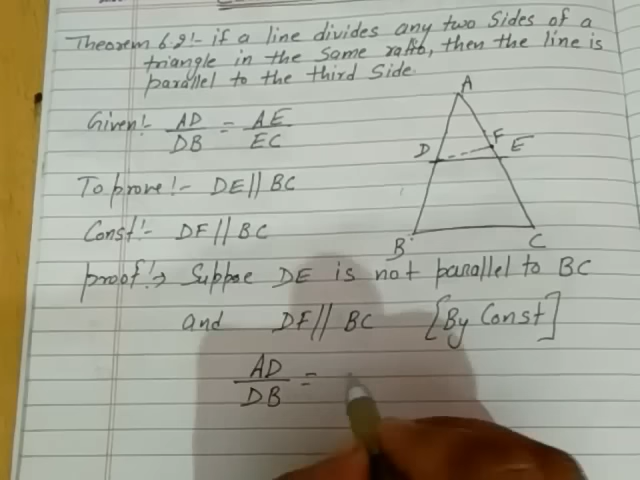 Theorem 6.2!- if a line divides any two sides of a
triangle in the same ratio, then the line is
parallel to the third side.
Given!- AD/DB = AE/EC
To prove!- DE || BC
Const!- DF || BC
proof!→ Suppose DE is not parallel to BC
and DF || BC [By Const]
AD/DB =
A
D
F
E
B
C